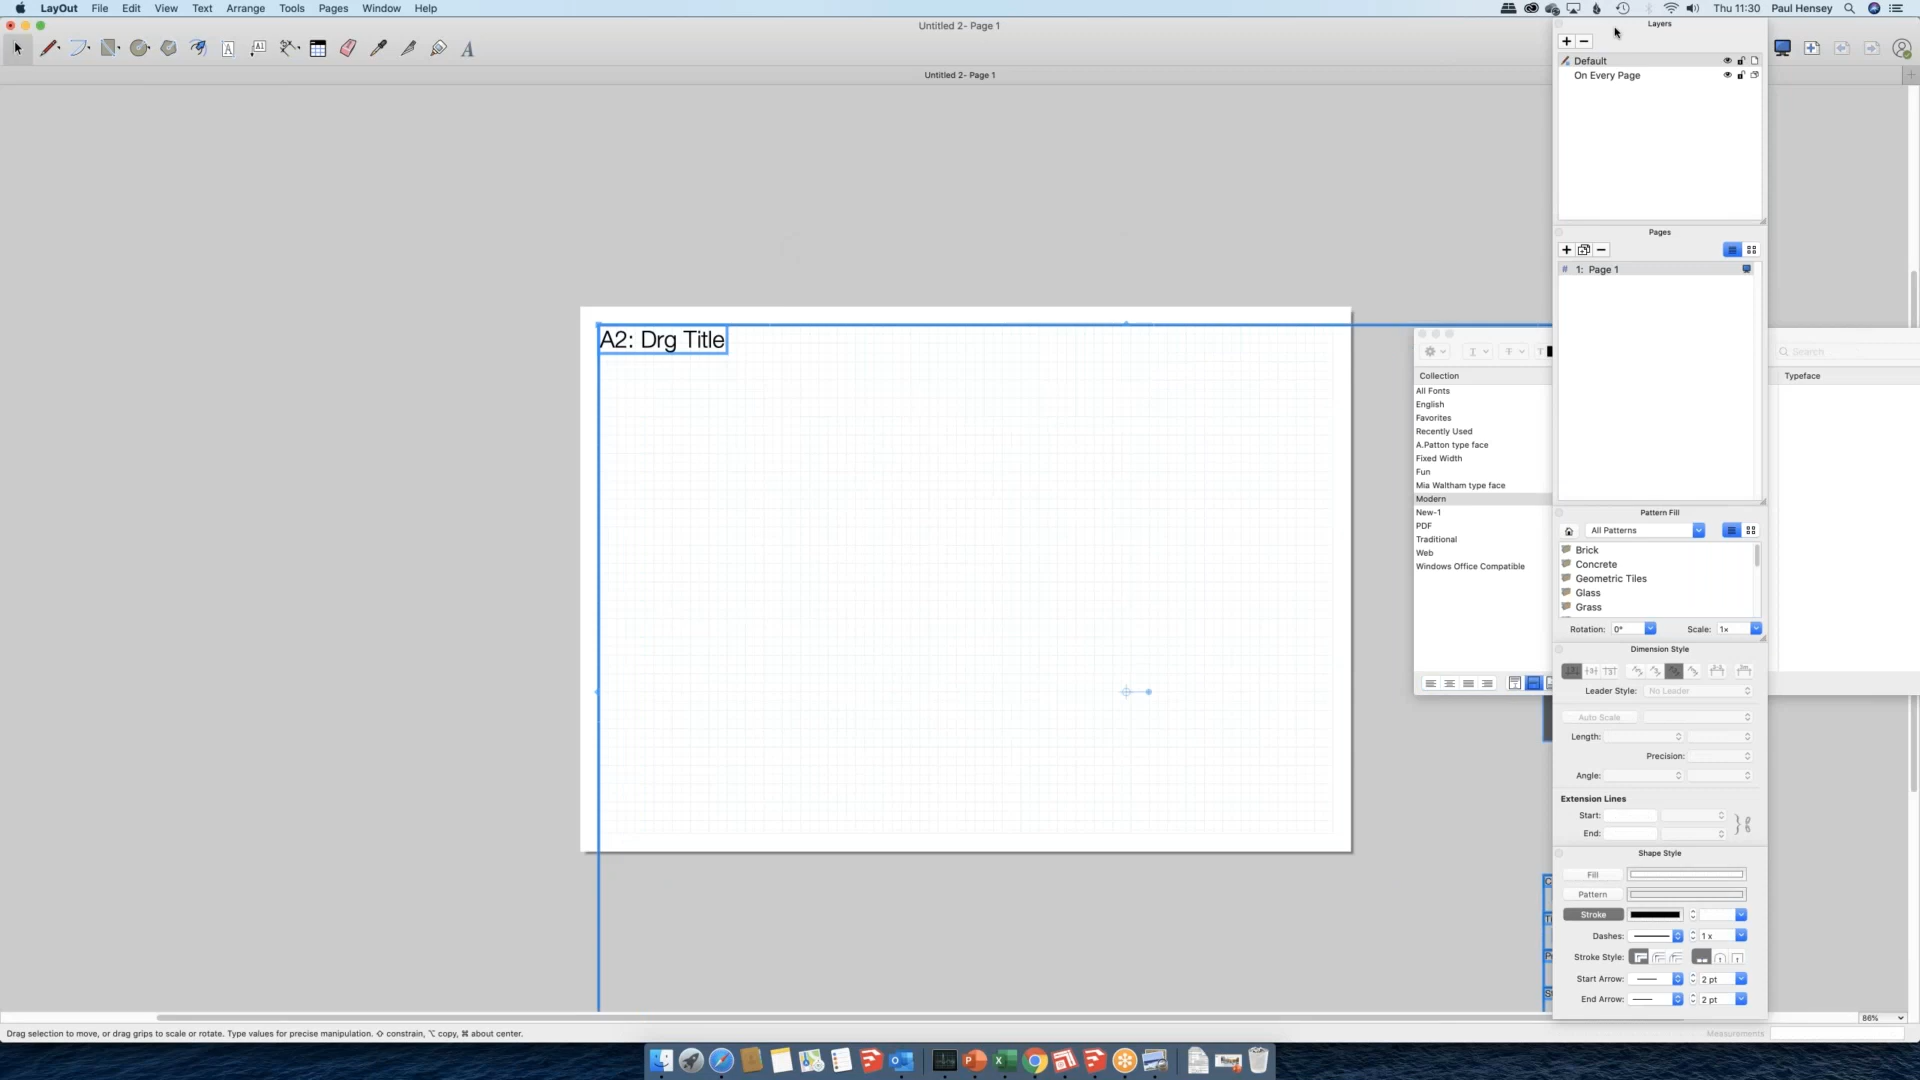 LayOut File Edit View Text Arrange Tools Pages Window Help
Thu 11:30 Paul Hensey
Untitled 2- Page 1
Untitled 2- Page 1
A2: Drg Title
Layers
Default
On Every Page
Pages
# 1: Page 1
Search
Collection
Typeface
All Fonts
English
Favorites
Recently Used
A.Patton type face
Fixed Width
Fun
Mia Waltham type face
Modern
New-1
PDF
Traditional
Web
Windows Office Compatible
Pattern Fill
All Patterns
Brick
Concrete
Geometric Tiles
Glass
Grass
Rotation: 0° Scale: 1x
Dimension Style
Leader Style: No Leader
Auto Scale
Length:
Precision:
Angle:
Extension Lines
Start:
End:
Shape Style
Fill
Pattern
Stroke
Dashes: 1 x
Stroke Style:
Start Arrow: 2 pt
End Arrow: 2 pt
86%
Drag selection to move, or drag grips to scale or rotate. Type values for precise manipulation. ⇧ constrain, ⌥ copy, ⌘ about center.
Measurements